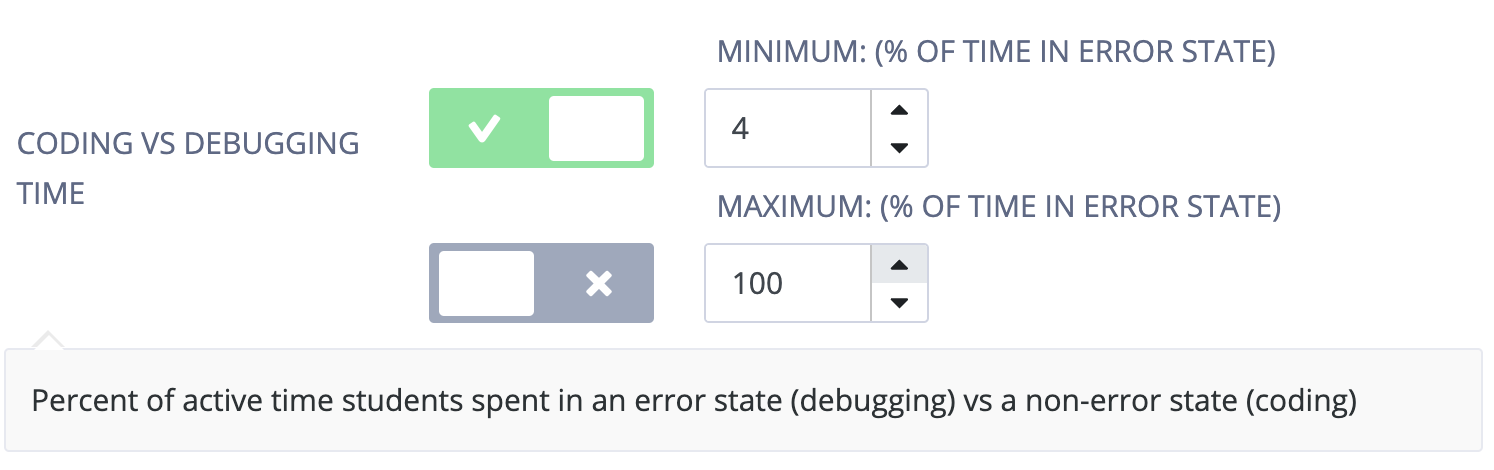 MINIMUM: (% OF TIME IN ERROR STATE)
4
CODING VS DEBUGGING
TIME
MAXIMUM: (% OF TIME IN ERROR STATE)
100
Percent of active time students spent in an error state (debugging) vs a non-error state (coding)